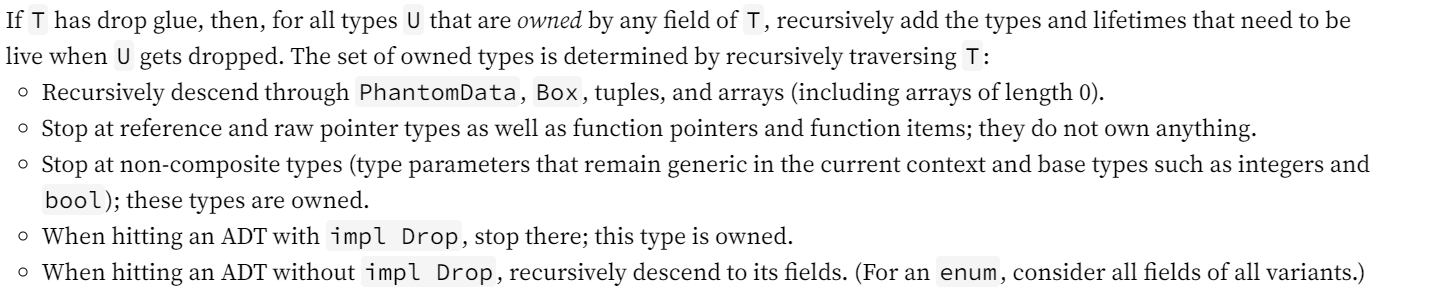 If T has drop glue, then, for all types U that are owned by any field of T, recursively add the types and lifetimes that need to be
live when U gets dropped. The set of owned types is determined by recursively traversing T:
◦ Recursively descend through PhantomData, Box, tuples, and arrays (including arrays of length 0).
◦ Stop at reference and raw pointer types as well as function pointers and function items; they do not own anything.
◦ Stop at non-composite types (type parameters that remain generic in the current context and base types such as integers and
bool); these types are owned.
◦ When hitting an ADT with impl Drop, stop there; this type is owned.
◦ When hitting an ADT without impl Drop, recursively descend to its fields. (For an enum, consider all fields of all variants.)